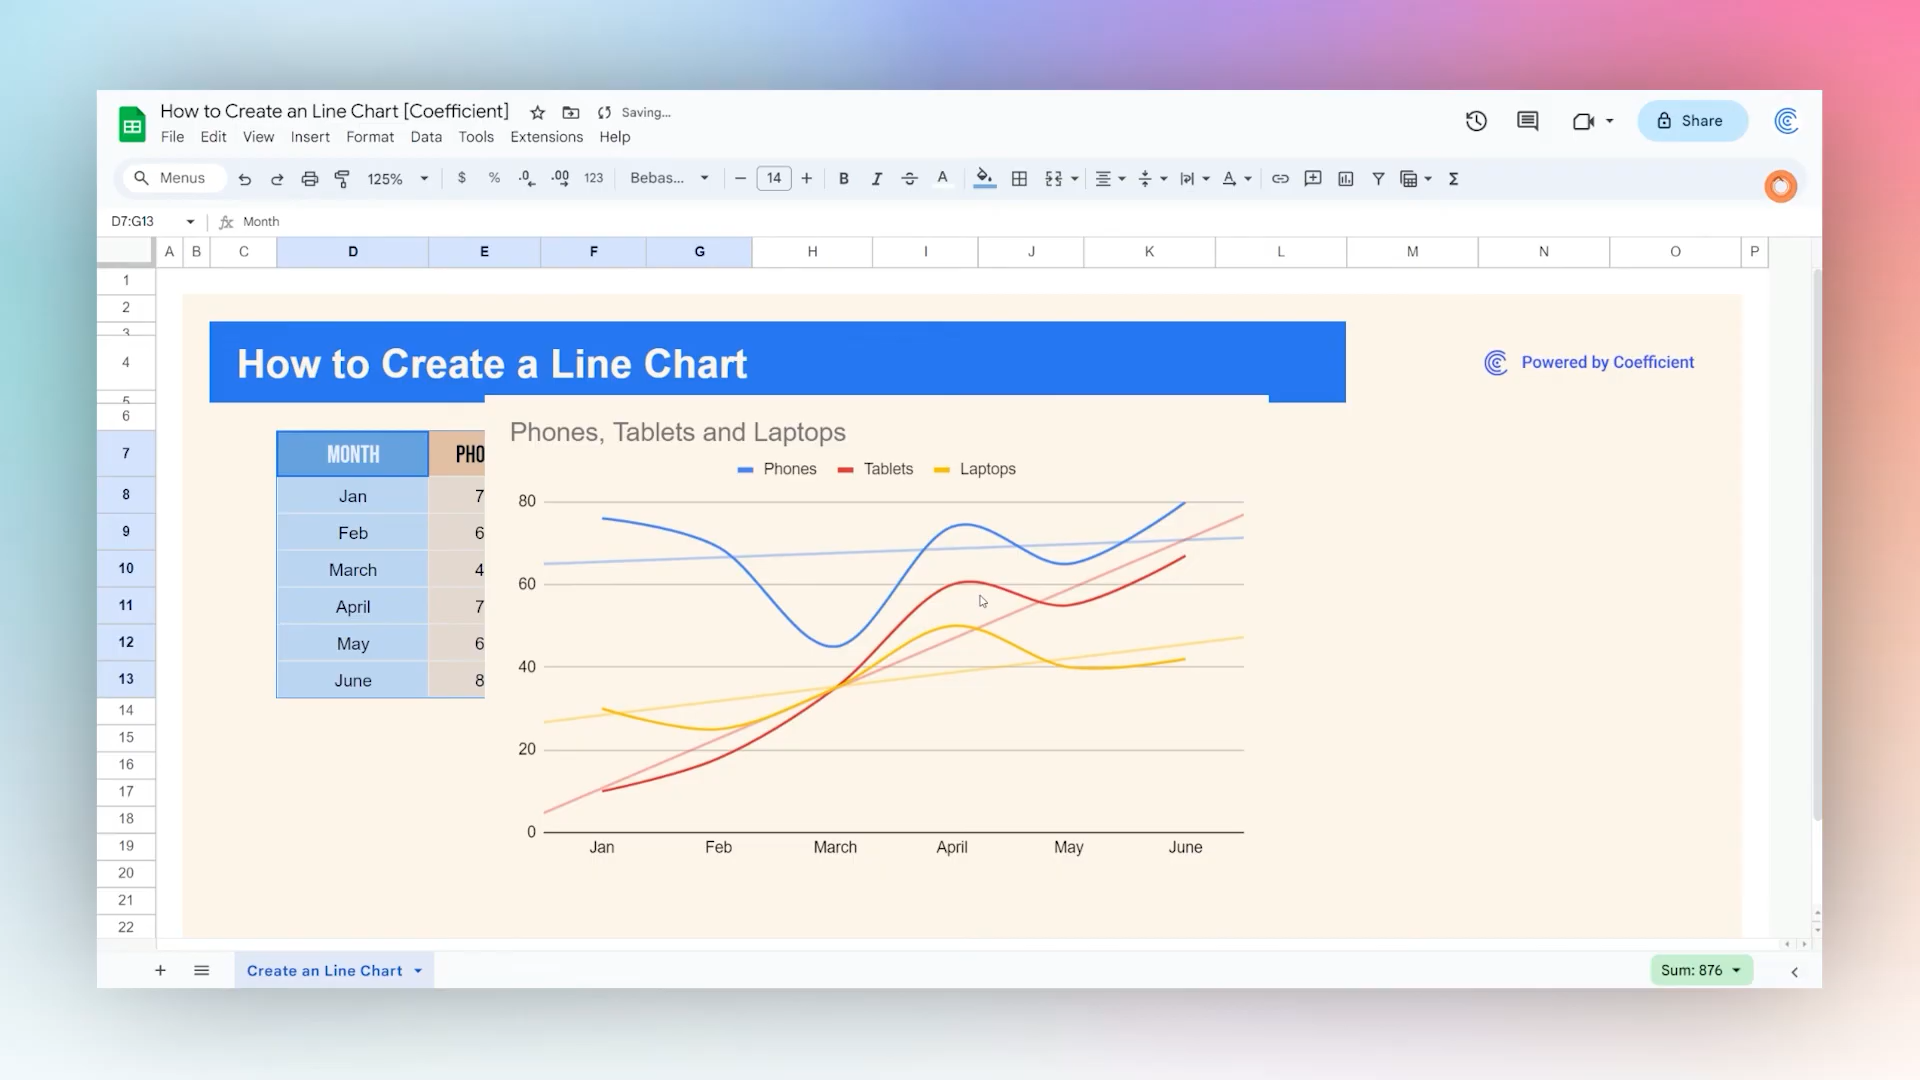 How to Create an Line Chart [Coefficient] Saving...
File Edit View Insert Format Data Tools Extensions Help
Share
Menus 125% $ % .0 .00 123 Bebas... 14 B I A Σ
D7:G13 fx Month
A B C D E F G H I J K L M N O P
1
2
3
4 How to Create a Line Chart Powered by Coefficient
5
6
7 MONTH PHO
8 Jan 7
9 Feb 6
10 March 4
11 April 7
12 May 6
13 June 8
14
15
16
17
18
19
20
21
22
Phones, Tablets and Laptops
Phones Tablets Laptops
80
60
40
20
0
Jan Feb March April May June
Create an Line Chart Sum: 876